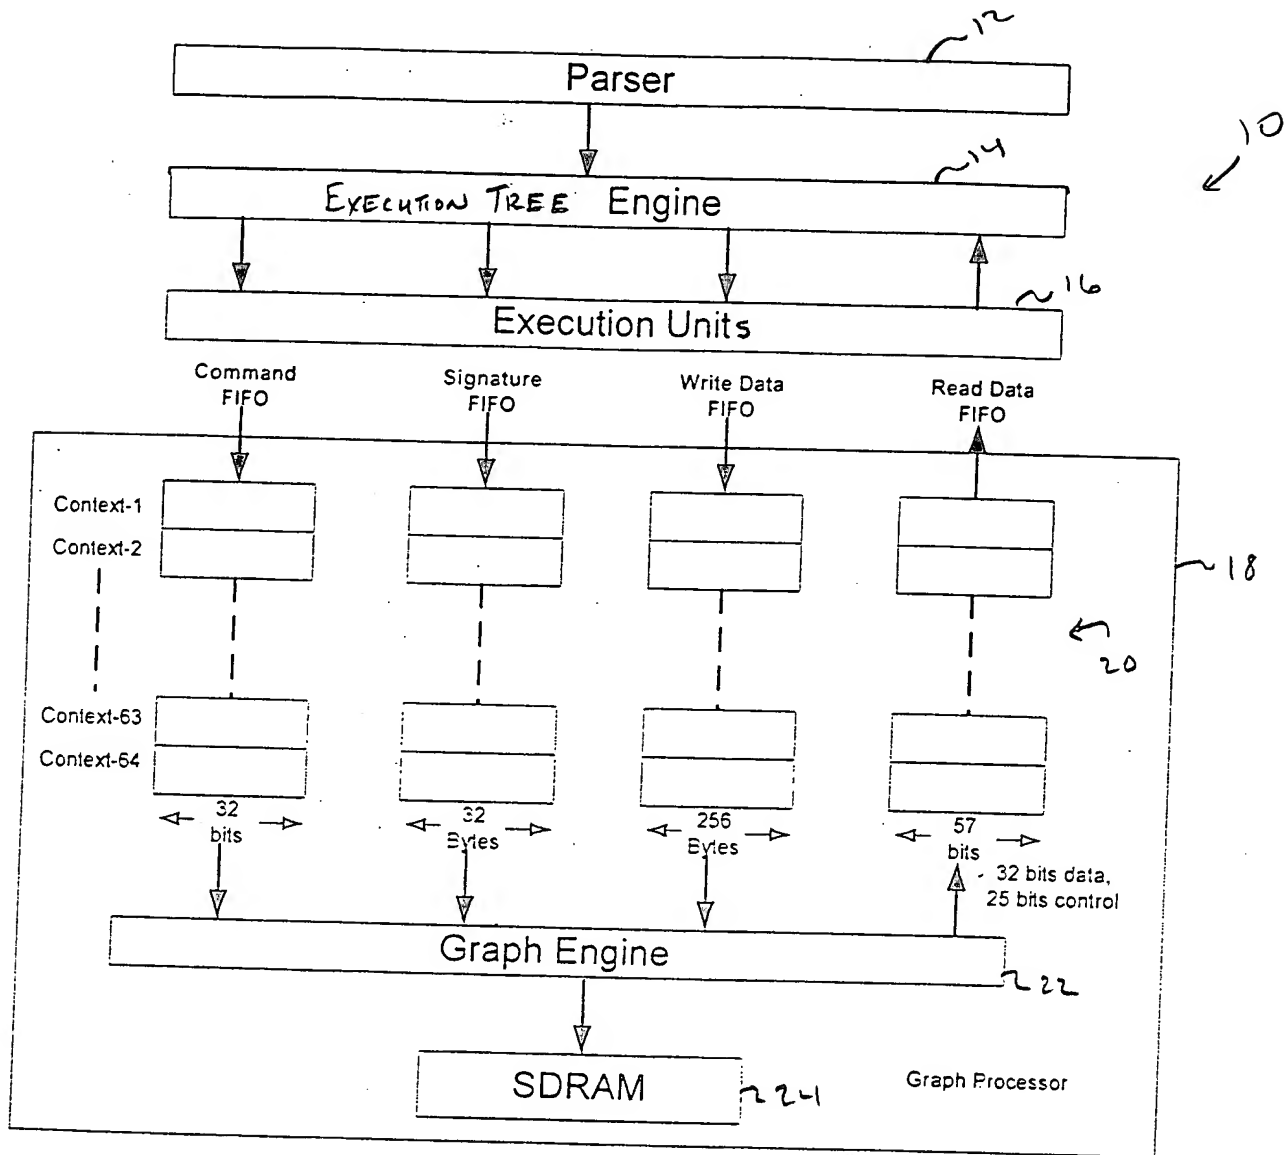 12
Parser
10
14
EXECUTION TREE Engine
16
Execution Units
Command
FIFO
Signature
FIFO
Write Data
FIFO
Read Data
FIFO
Context-1
Context-2
18
20
Context-63
Context-64
32
bits
32
Bytes
256
Bytes
57
bits
- 32 bits data,
25 bits control
Graph Engine
22
SDRAM
24
Graph Processor